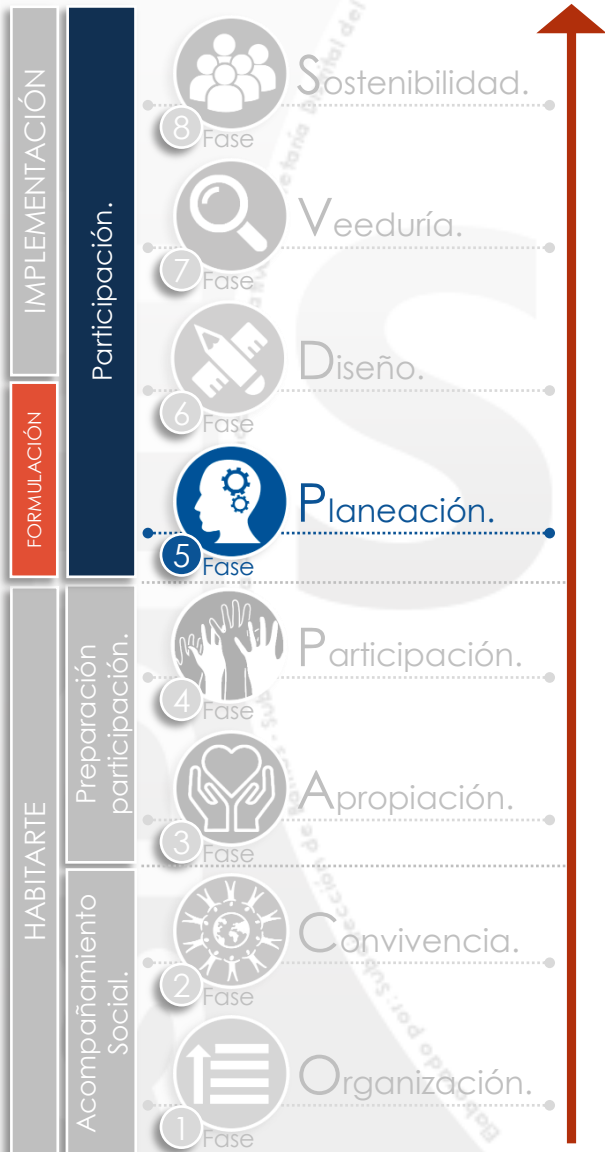 IMPLEMENTACIÓN
FORMULACIÓN
HABITARTE
Participación.
Preparación
participación.
Acompañamiento
Social.
Sostenibilidad.
8
Fase
Veeduría.
7
Fase
Diseño.
6
Fase
Planeación.
5
Fase
Participación.
4
Fase
Apropiación.
3
Fase
Convivencia.
2
Fase
Organización.
1
Fase